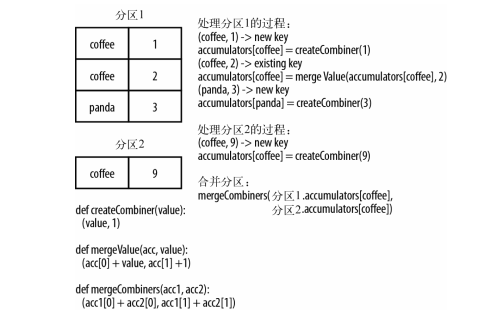 分区1
coffee 1
coffee 2
panda 3
分区2
coffee 9
def createCombiner(value):
(value, 1)
def mergeValue(acc, value):
(acc[0] + value, acc[1] +1)
def mergeCombiners(acc1, acc2):
(acc1[0] + acc2[0], acc1[1] + acc2[1])
处理分区1的过程：
(coffee, 1) -> new key
accumulators[coffee] = createCombiner(1)
(coffee, 2) -> existing key
accumulators[coffee] = merge Value(accumulators[coffee], 2)
(panda, 3) -> new key
accumulators[panda] = createCombiner(3)
处理分区2的过程：
(coffee, 9) -> new key
accumulators[coffee] = createCombiner(9)
合并分区：
mergeCombiners( 分区1.accumulators[coffee],
分区2.accumulators[coffee])